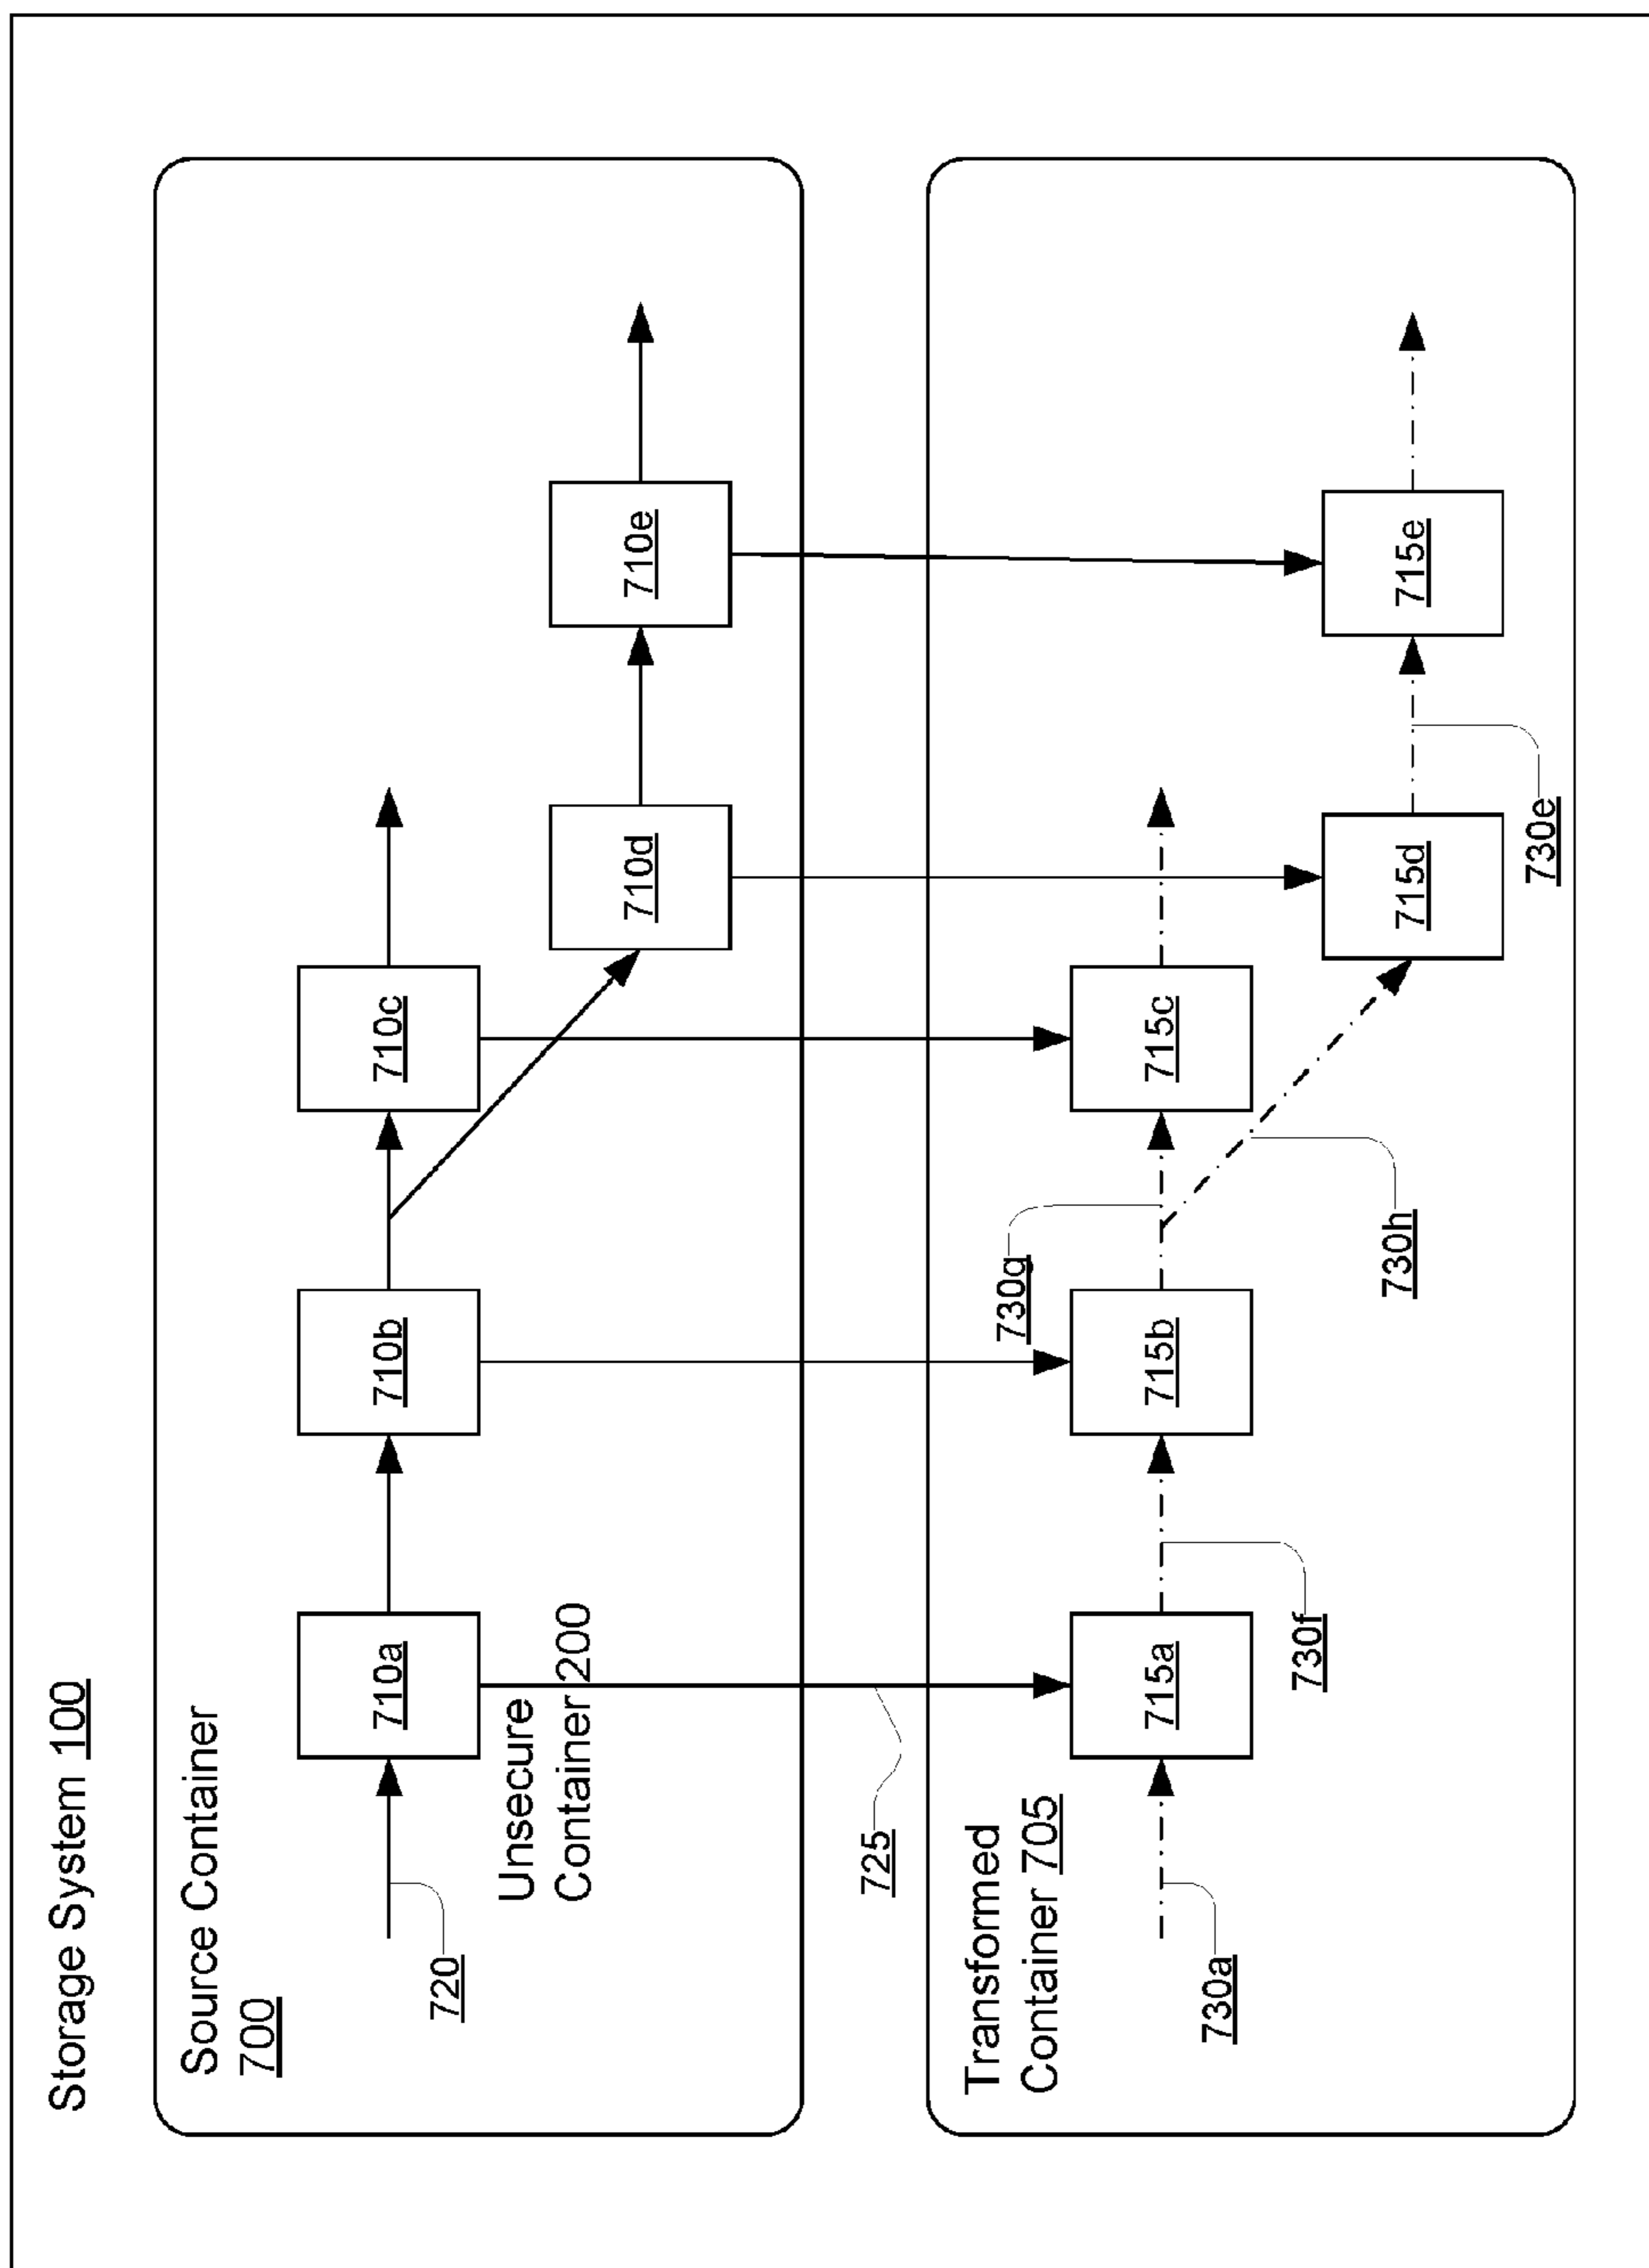 Storage System 100
Source Container
700
720
710a
710b
710c
710d
710e
Unsecure
Container 200
725
Transformed
Container 705
730a
715a
730f
715b
730g
730h
715c
715d
730e
715e